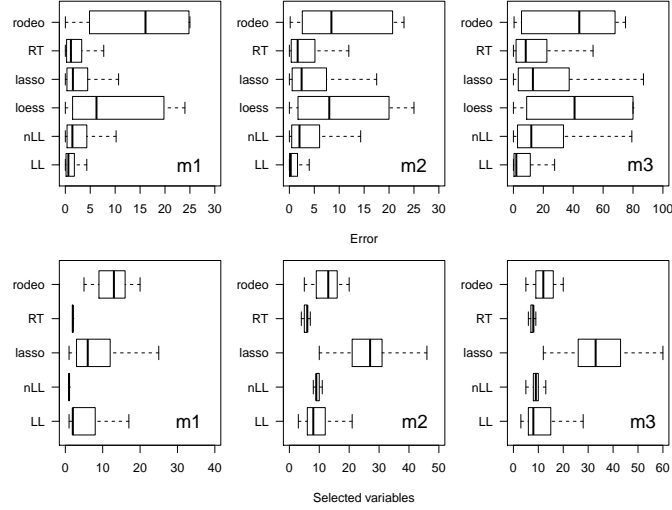 rodeo
RT
lasso
loess
nLL
LL
m1
0 5 10 15 20 25 30
rodeo
RT
lasso
loess
nLL
LL
m2
0 5 10 15 20 25 30
rodeo
RT
lasso
loess
nLL
LL
m3
0 20 40 60 80 100
Error
rodeo
RT
lasso
nLL
LL
m1
0 10 20 30 40
rodeo
RT
lasso
nLL
LL
m2
0 10 20 30 40 50
rodeo
RT
lasso
nLL
LL
m3
0 10 20 30 40 50 60
Selected variables